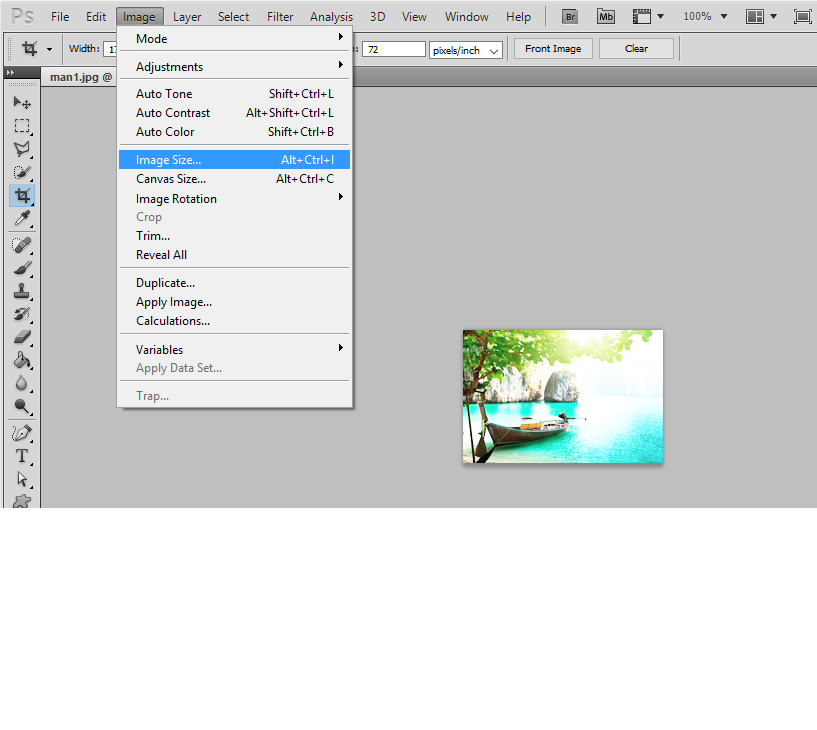 Ps File Edit Image Layer Select Filter Analysis 3D View Window Help Br Mb 100%
Width: 72 pixels/inch Front Image Clear
man1.jpg @
Mode
Adjustments
Auto Tone Shift+Ctrl+L
Auto Contrast Alt+Shift+Ctrl+L
Auto Color Shift+Ctrl+B
Image Size... Alt+Ctrl+I
Canvas Size... Alt+Ctrl+C
Image Rotation
Crop
Trim...
Reveal All
Duplicate...
Apply Image...
Calculations...
Variables
Apply Data Set...
Trap...
T